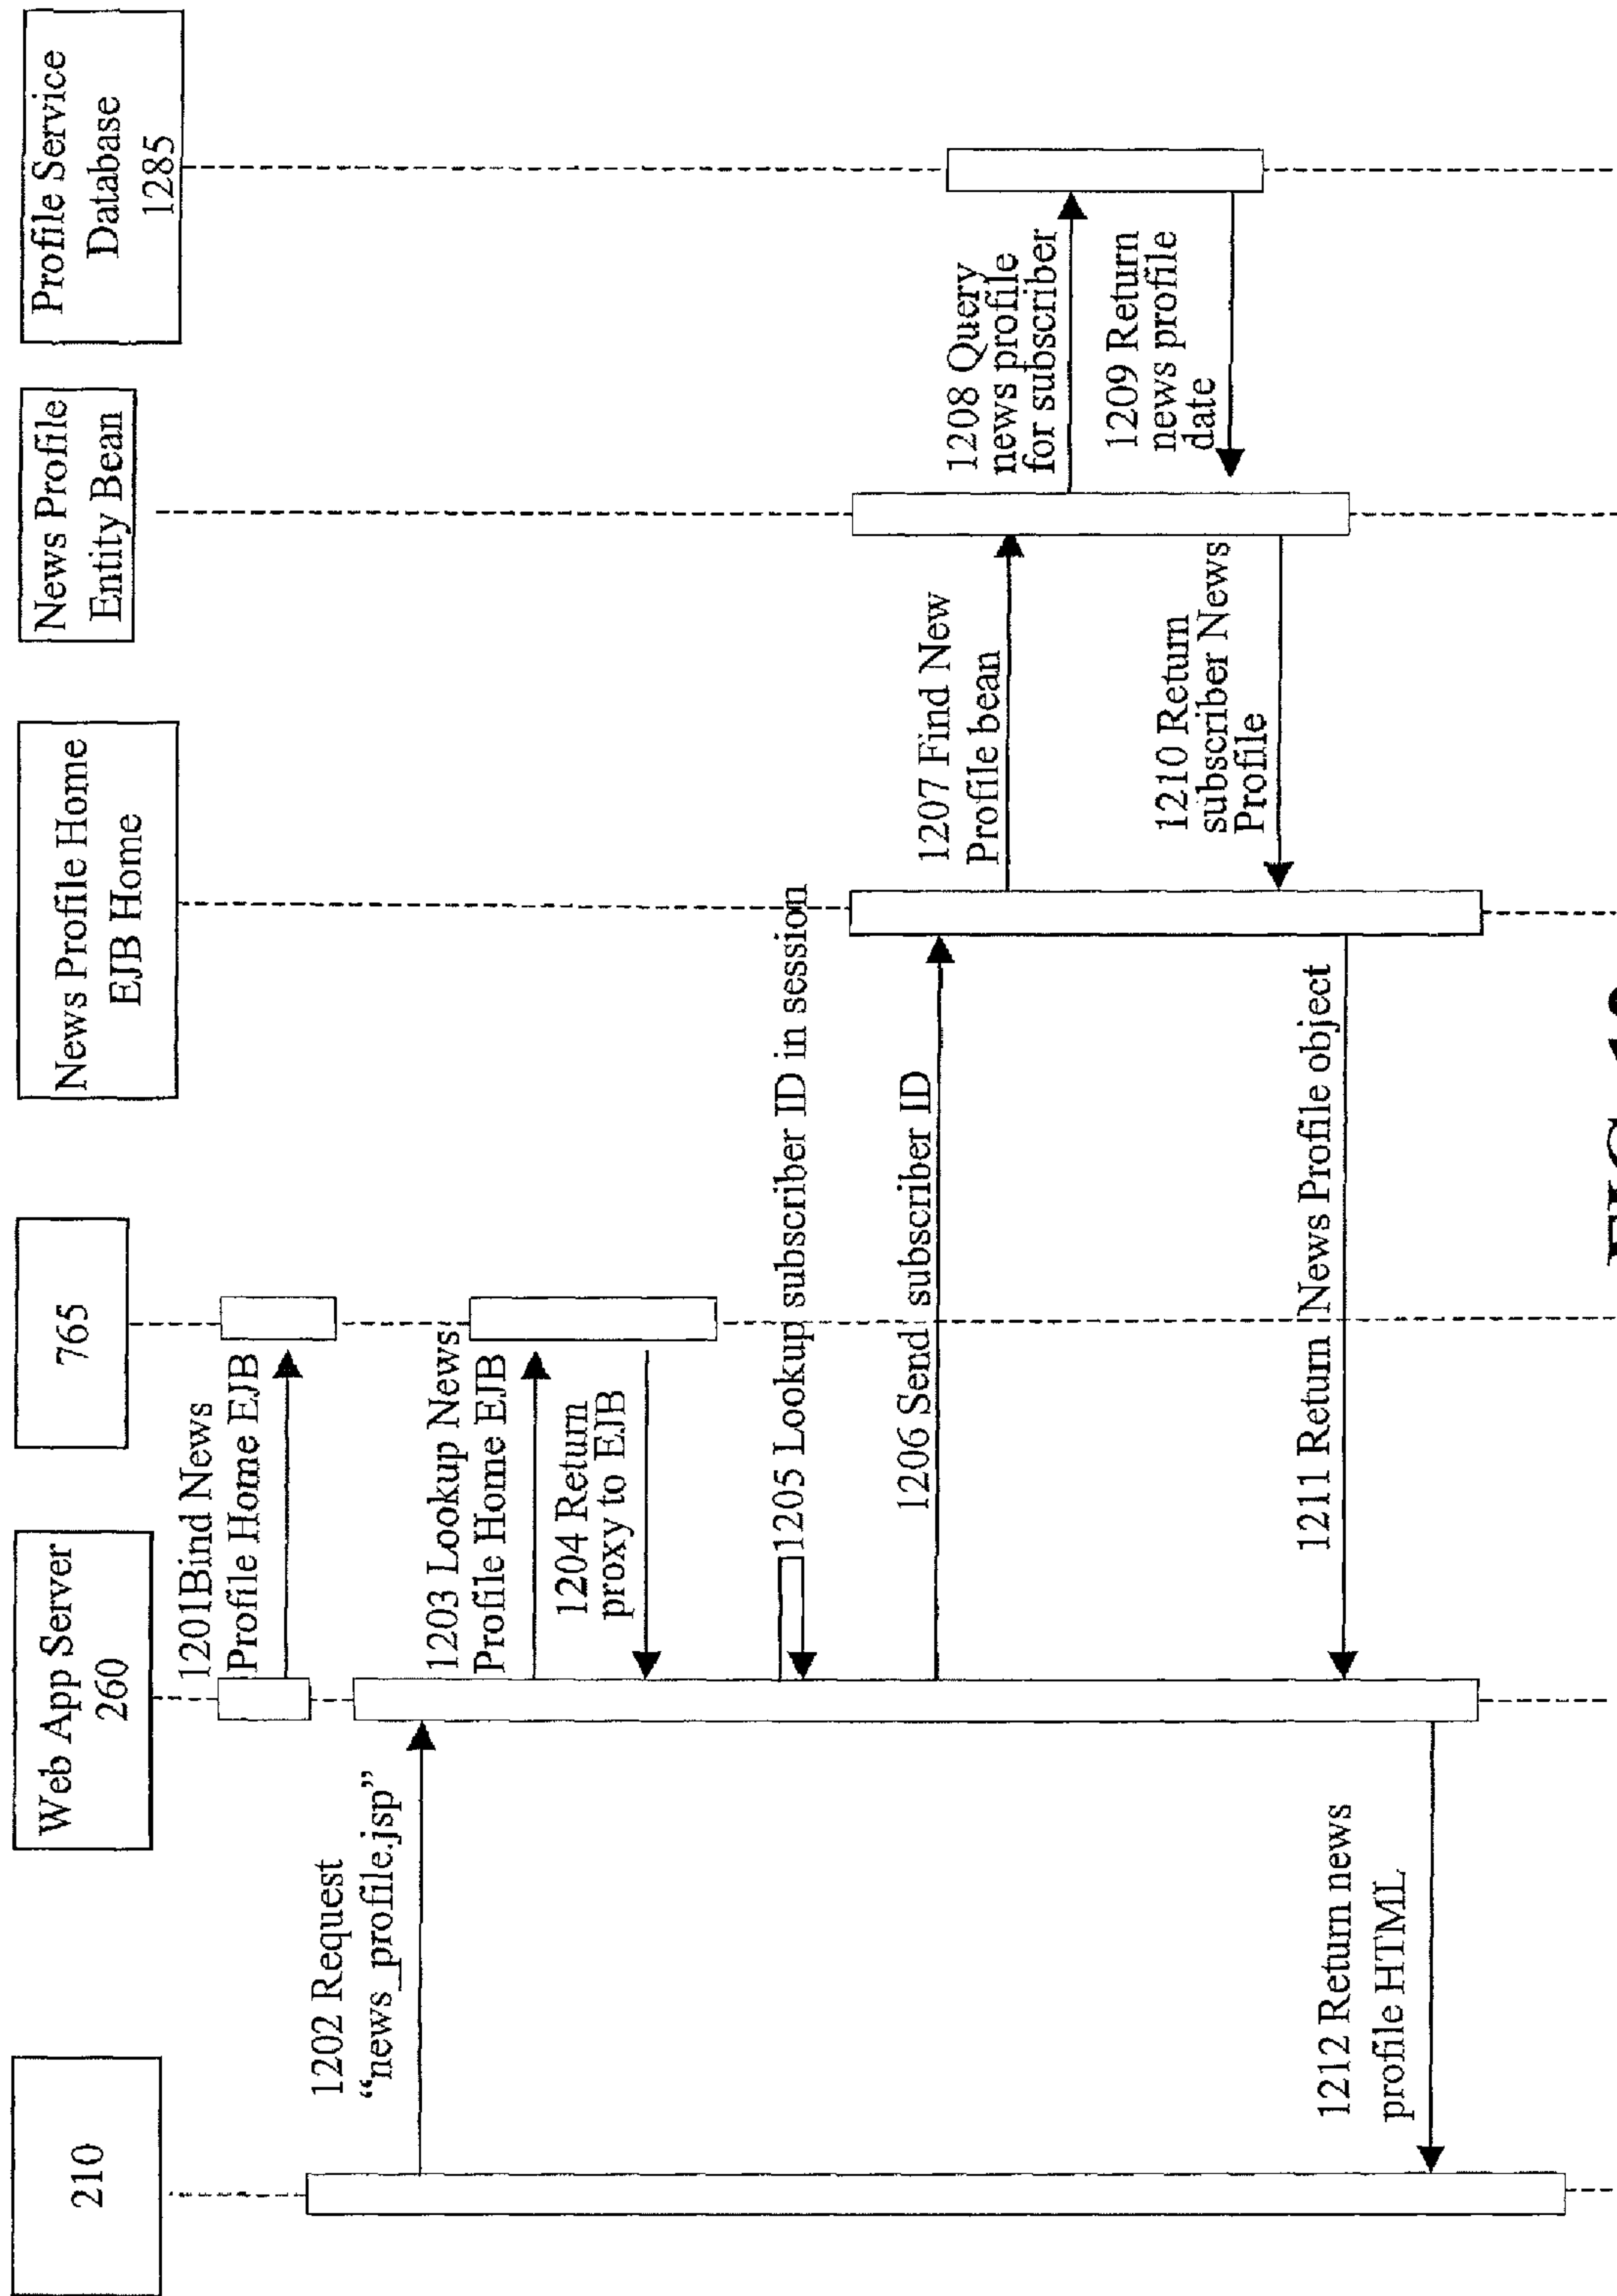 210
Web App Server
260
765
News Profile Home
EJB Home
News Profile
Entity Bean
Profile Service
Database
1285
1201Bind News
Profile Home EJB
1202 Request
“news_profile.jsp”
1203 Lookup News
Profile Home EJB
1204 Return
proxy to EJB
1205 Lookup subscriber ID in session
1206 Send subscriber ID
1207 Find New
Profile bean
1208 Query
news profile
for subscriber
1209 Return
news profile
date
1210 Return
subscriber News
Profile
1211 Return News Profile object
1212 Return news
profile HTML